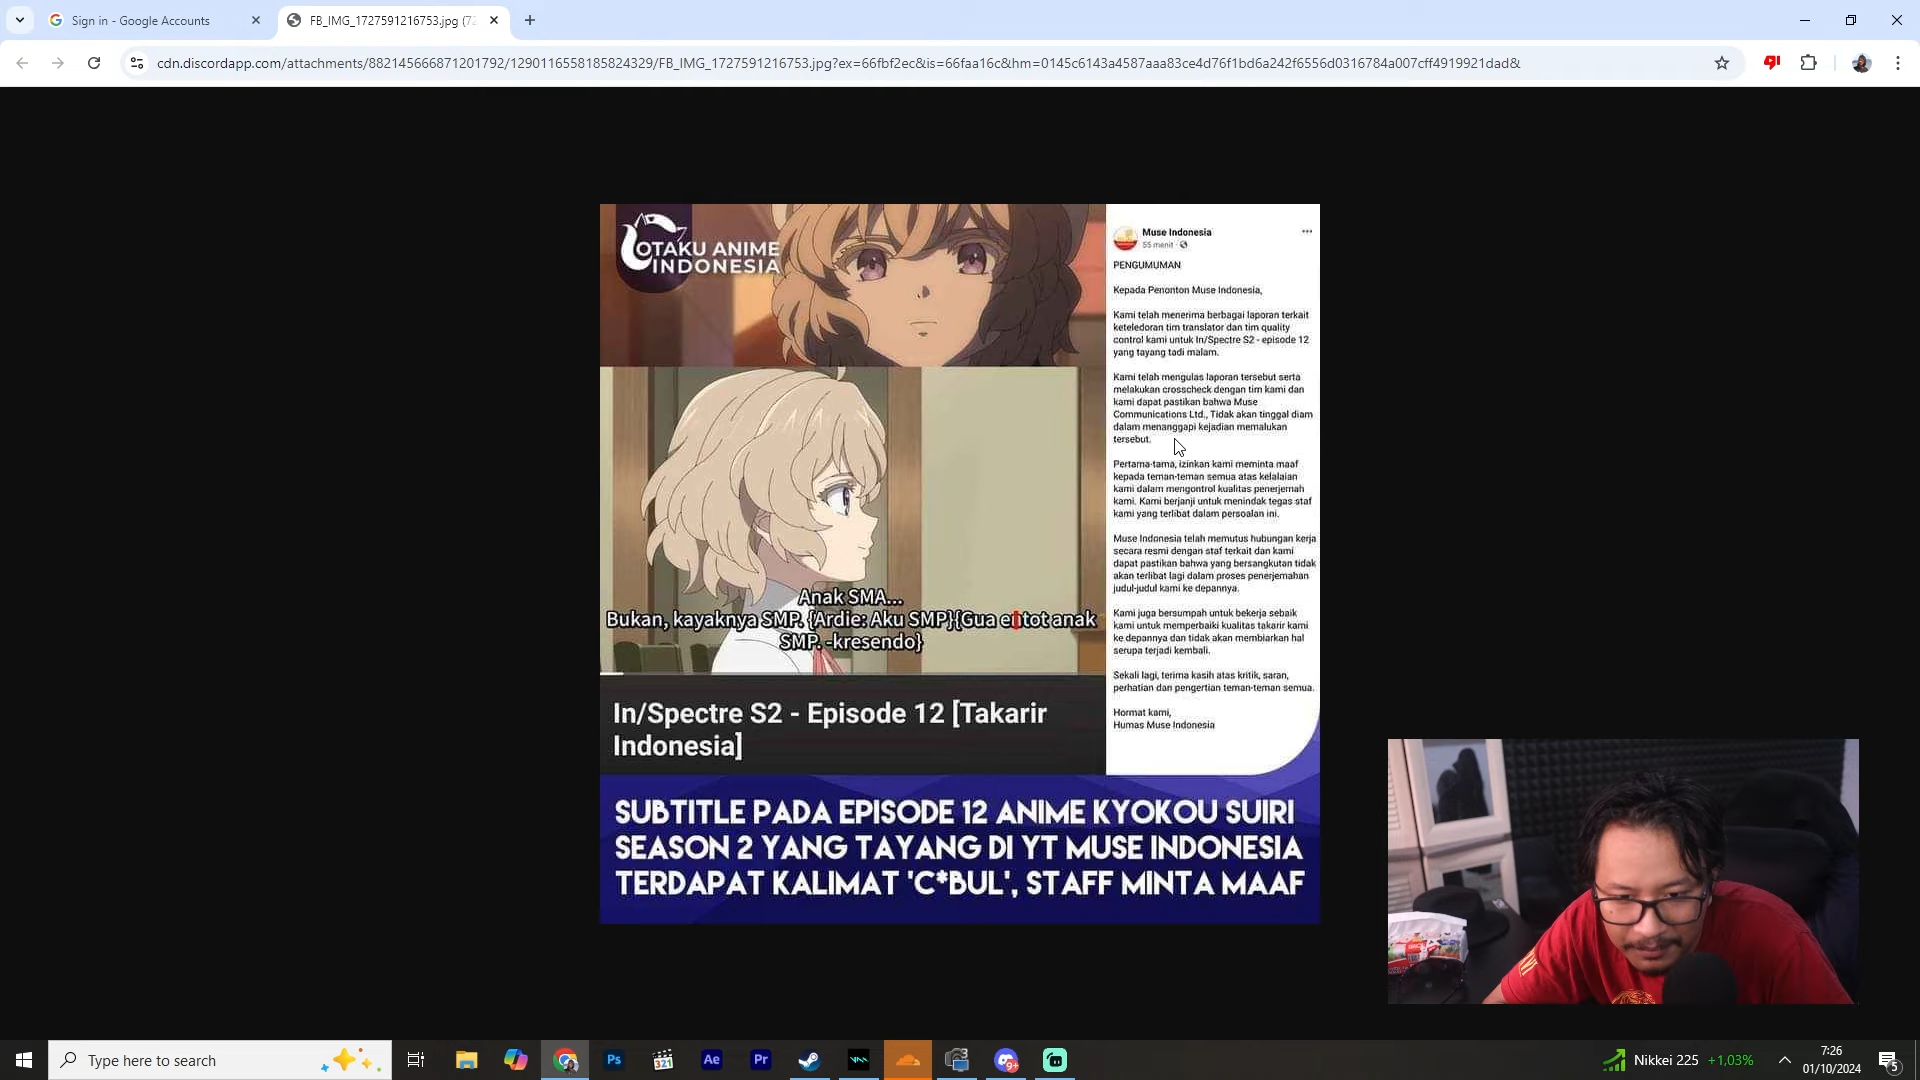 Sign in - Google Accounts
FB_IMG_1727591216753.jpg (72
cdn.discordapp.com/attachments/882145666871201792/1290116558185824329/FB_IMG_1727591216753.jpg?ex=66fbf2ec&is=66faa16c&hm=0145c6143a4587aaa83ce4d76f1bd6a242f6556d0316784a007cff4919921dad&
OTAKU ANIME
INDONESIA
Anak SMA...
Bukan, kayaknya SMP. {Ardie: Aku SMP}{Gua entot anak
SMP. -kresendo}
In/Spectre S2 - Episode 12 [Takarir
Indonesia]
Muse Indonesia
55 menit
PENGUMUMAN
Kepada Penonton Muse Indonesia,
Kami telah menerima berbagai laporan terkait
keteledoran tim translator dan tim quality
control kami untuk In/Spectre S2 - episode 12
yang tayang tadi malam.
Kami telah mengulas laporan tersebut serta
melakukan crosscheck dengan tim kami dan
kami dapat pastikan bahwa Muse
Communications Ltd., Tidak akan tinggal diam
dalam menanggapi kejadian memalukan
tersebut.
Pertama-tama, izinkan kami meminta maaf
kepada teman-teman semua atas kelalaian
kami dalam mengontrol kualitas penerjemah
kami. Kami berjanji untuk menindak tegas staf
kami yang terlibat dalam persoalan ini.
Muse Indonesia telah memutus hubungan kerja
secara resmi dengan staf terkait dan kami
dapat pastikan bahwa yang bersangkutan tidak
akan terlibat lagi dalam proses penerjemahan
judul-judul kami ke depannya.
Kami juga bersumpah untuk bekerja sebaik
kami untuk memperbaiki kualitas takarir kami
ke depannya dan tidak akan membiarkan hal
serupa terjadi kembali.
Sekali lagi, terima kasih atas kritik, saran,
perhatian dan pengertian teman-teman semua.
Hormat kami,
Humas Muse Indonesia
SUBTITLE PADA EPISODE 12 ANIME KYOKOU SUIRI
SEASON 2 YANG TAYANG DI YT MUSE INDONESIA
TERDAPAT KALIMAT 'C*BUL', STAFF MINTA MAAF
Type here to search
321
Ps
Ae
Pr
9+
Nikkei 225 +1,03%
7:26
01/10/2024
5